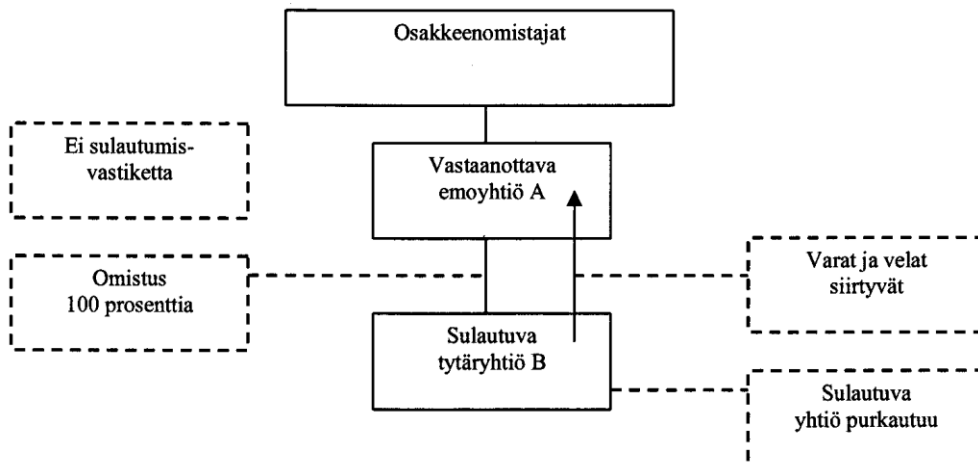 Osakkeenomistajat
Ei sulautumis-
vastiketta
Vastaanottava
emoyhtiö A
Omistus
100 prosenttia
Varat ja velat
siirtyvät
Sulautuva
tytäryhtiö B
Sulautuva
yhtiö purkautuu